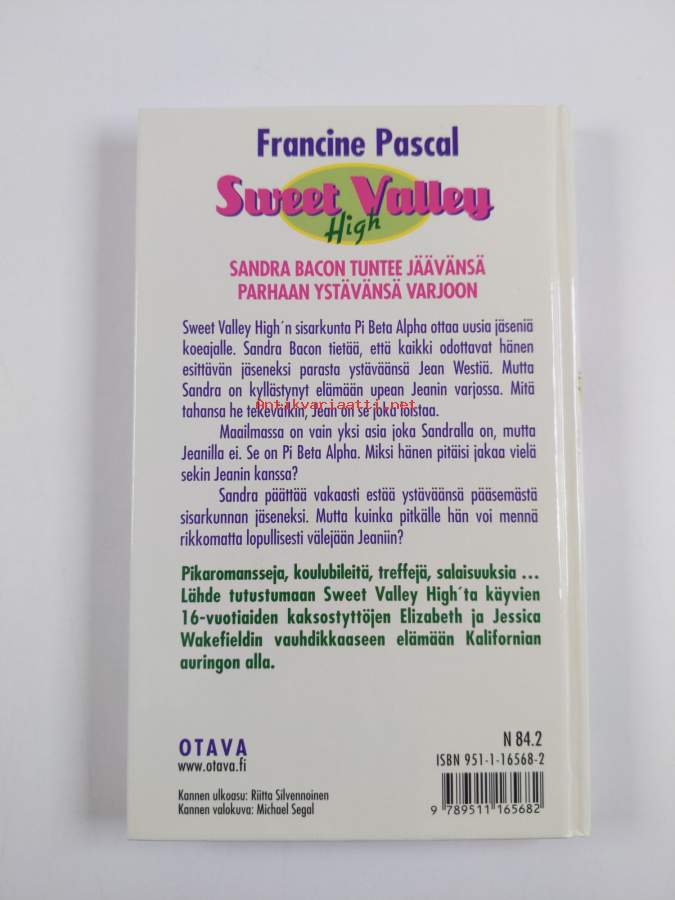 Francine Pascal
Sweet Valley
High
SANDRA BACON TUNTEE JÄÄVÄNSÄ
PARHAAN YSTÄVÄNSÄ VARJOON
Sweet Valley High'n sisarkunta Pi Beta Alpha ottaa uusia jäseniä
koeajalle. Sandra Bacon tietää, että kaikki odottavat hänen
esittävän jäseneksi parasta ystäväänsä Jean Westiä. Mutta
Sandra on kyllästynyt elämään upean Jeanin varjossa. Mitä
tahansa he tekevätkin, Jean on se joka loistaa.
Antikvariaatti.net
Maailmassa on vain yksi asia joka Sandralla on, mutta
Jeanilla ei. Se on Pi Beta Alpha. Miksi hänen pitäisi jakaa vielä
sekin Jeanin kanssa?
Sandra päättää vakaasti estää ystäväänsä pääsemästä
sisarkunnan jäseneksi. Mutta kuinka pitkälle hän voi mennä
rikkomatta lopullisesti välejään Jeaniin?
Pikaromansseja, koulubileitä, treffejä, salaisuuksia ...
Lähde tutustumaan Sweet Valley High'ta käyvien
16-vuotiaiden kaksostyttöjen Elizabeth ja Jessica
Wakefieldin vauhdikkaaseen elämään Kalifornian
auringon alla.
OTAVA
www.otava.fi
N 84.2
ISBN 951-1-16568-2
Kannen ulkoasu: Riitta Silvennoinen
Kannen valokuva: Michael Segal
9 789511 165682